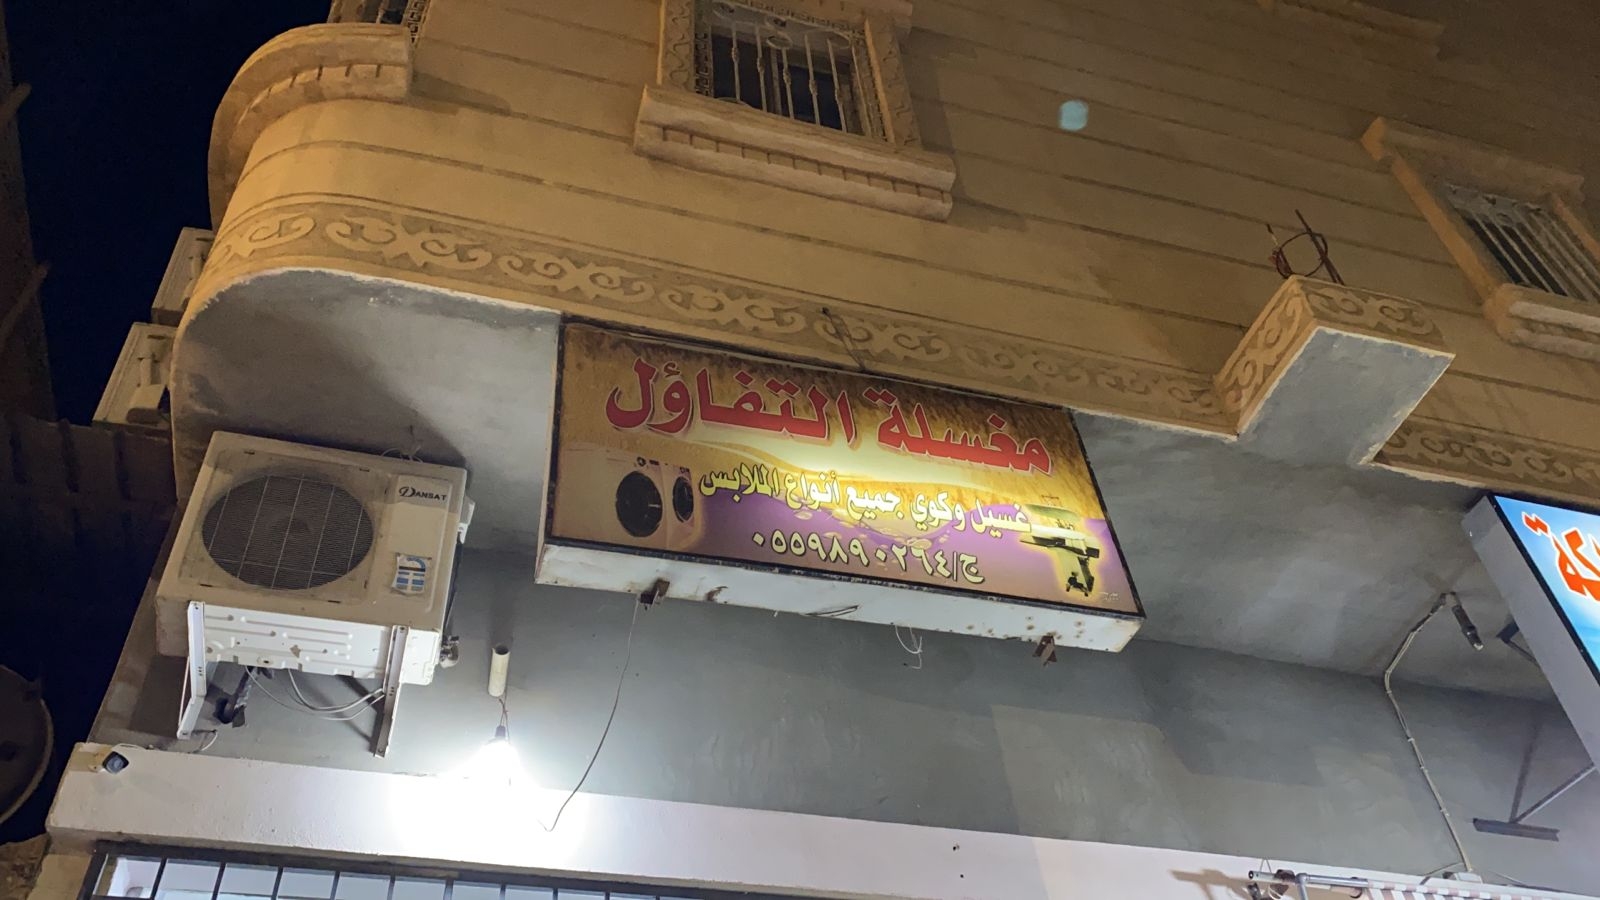 مغسلة التفاؤل
غسيل وكوي جميع أنواع الملابس
ج/٠٥٥٩٨٩٠٢٦٤
DANSAT